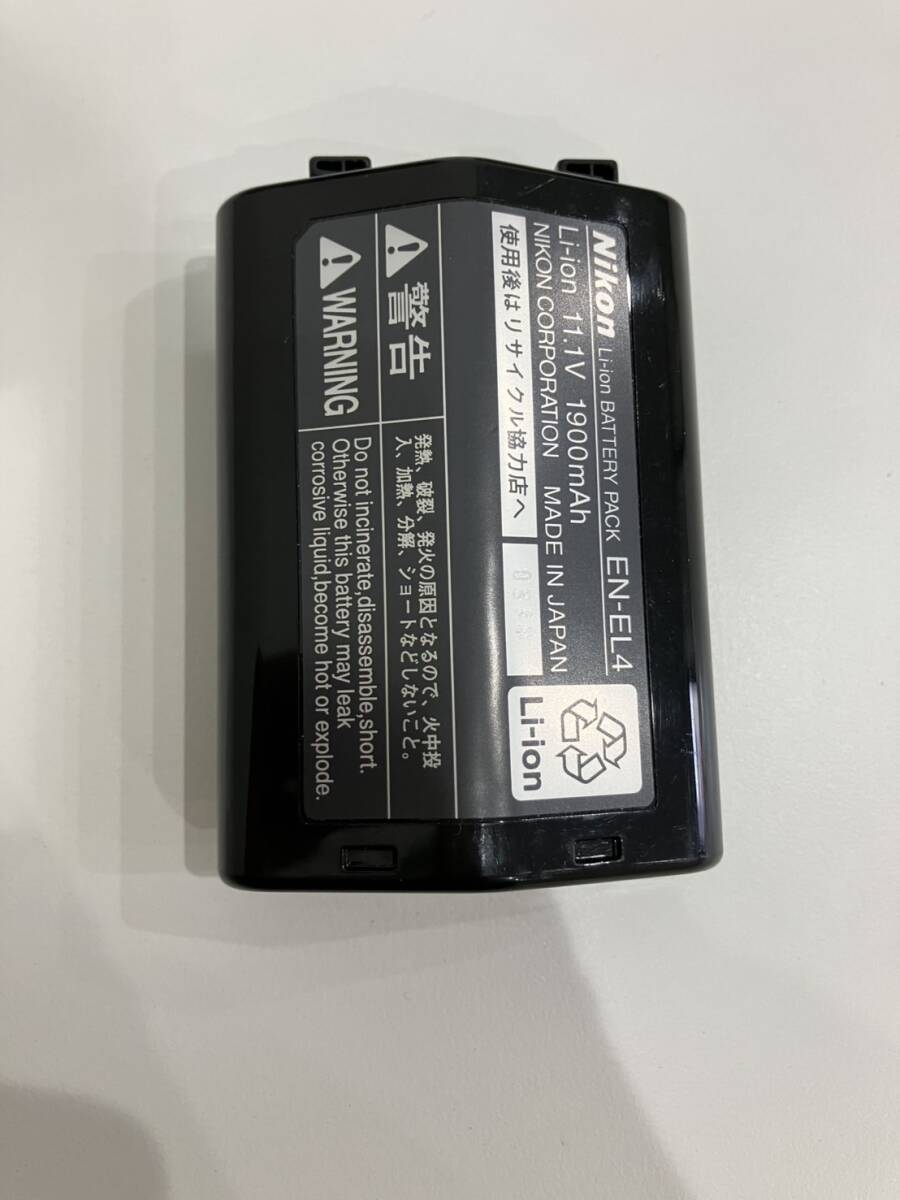 Nikon Li-ion BATTERY PACK EN-EL4
Li-ion 11.1V 1900mAh
NIKON CORPORATION MADE IN JAPAN
使用後はリサイクル協力店へ
Li-ion
警告
発熱、破裂、発火の原因となるので、火中投
入、加熱、分解、ショートなどしないこと。
WARNING
Do not incinerate,disassemble,short.
Otherwise this battery may leak
corrosive liquid,become hot or explode.